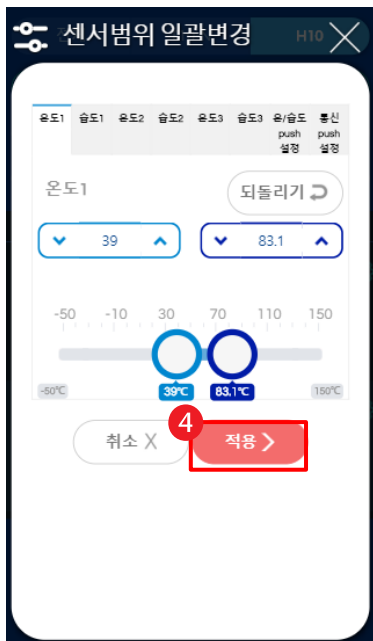 센서범위 일괄변경 H10
온도1 습도1 온도2 습도2 온도3 습도3 온/습도 push 설정 통신 push 설정
온도1 되돌리기
39 83.1
-50 -10 30 70 110 150
-50℃ 39℃ 83.1℃ 150℃
4
취소 X 적용 >